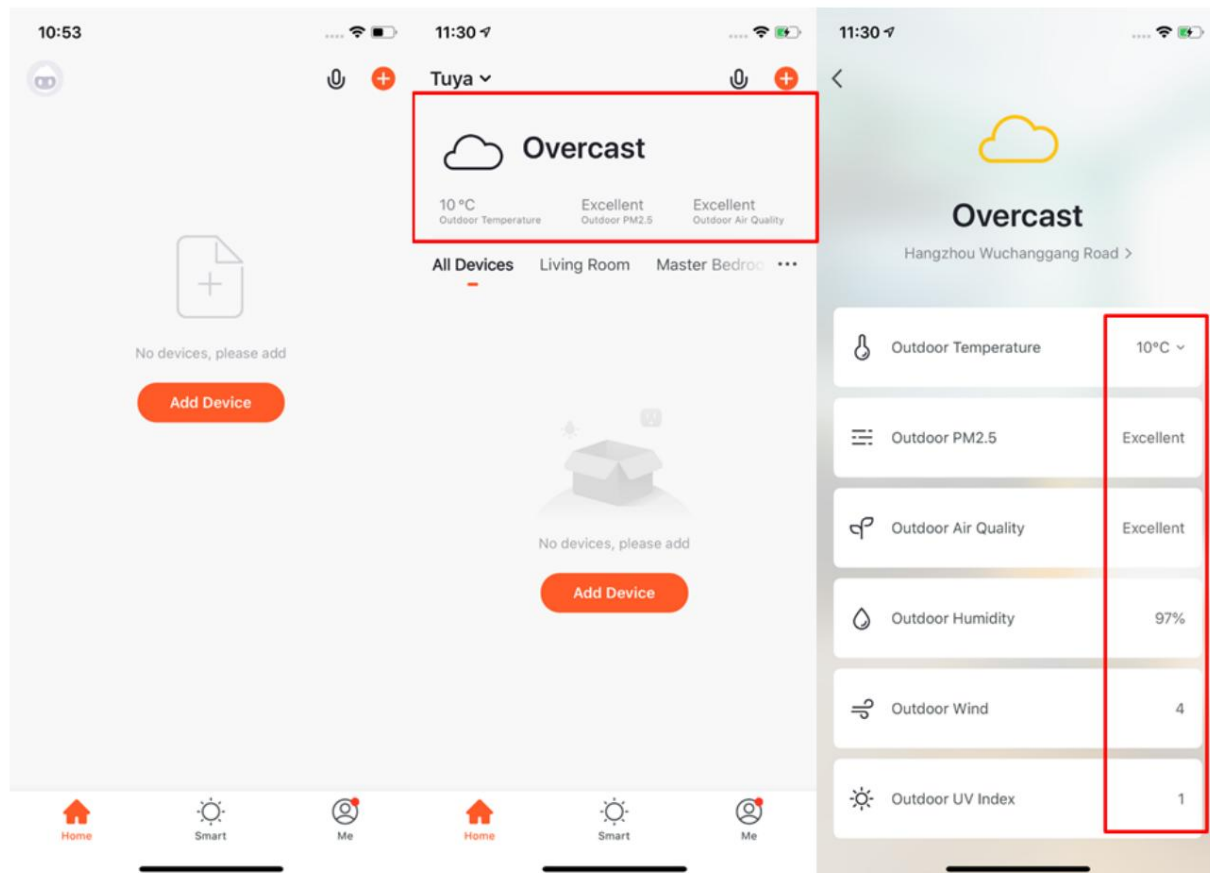 10:53
No devices, please add
Add Device
Home
Smart
Me
11:30
Tuya
Overcast
10 °C
Outdoor Temperature
Excellent
Outdoor PM2.5
Excellent
Outdoor Air Quality
All Devices Living Room Master Bedroo ...
No devices, please add
Add Device
Home
Smart
Me
11:30
Overcast
Hangzhou Wuchanggang Road >
Outdoor Temperature 10°C
Outdoor PM2.5 Excellent
Outdoor Air Quality Excellent
Outdoor Humidity 97%
Outdoor Wind 4
Outdoor UV Index 1